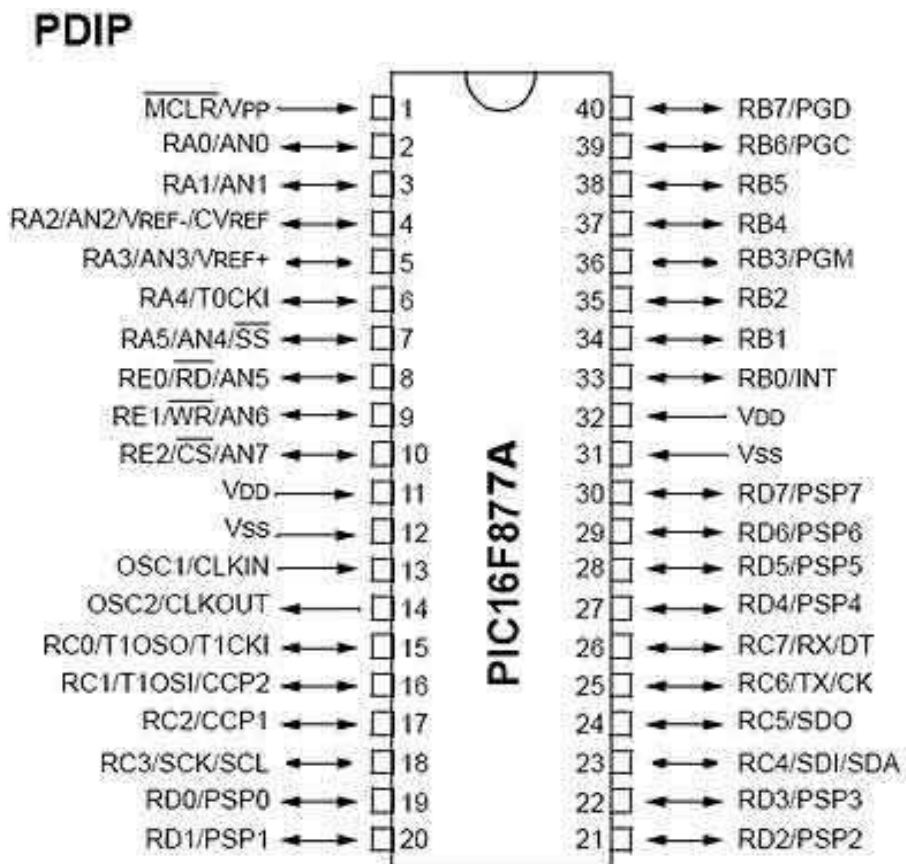 PDIP
MCLR/VPP 1 40 RB7/PGD
RA0/AN0 2 39 RB6/PGC
RA1/AN1 3 38 RB5
RA2/AN2/VREF-/CVREF 4 37 RB4
RA3/AN3/VREF+ 5 36 RB3/PGM
RA4/T0CKI 6 35 RB2
RA5/AN4/SS 7 34 RB1
RE0/RD/AN5 8 33 RB0/INT
RE1/WR/AN6 9 32 VDD
RE2/CS/AN7 10 31 VSS
VDD 11 30 RD7/PSP7
VSS 12 29 RD6/PSP6
OSC1/CLKIN 13 28 RD5/PSP5
OSC2/CLKOUT 14 27 RD4/PSP4
RC0/T1OSO/T1CKI 15 26 RC7/RX/DT
RC1/T1OSI/CCP2 16 25 RC6/TX/CK
RC2/CCP1 17 24 RC5/SDO
RC3/SCK/SCL 18 23 RC4/SDI/SDA
RD0/PSP0 19 22 RD3/PSP3
RD1/PSP1 20 21 RD2/PSP2
PIC16F877A